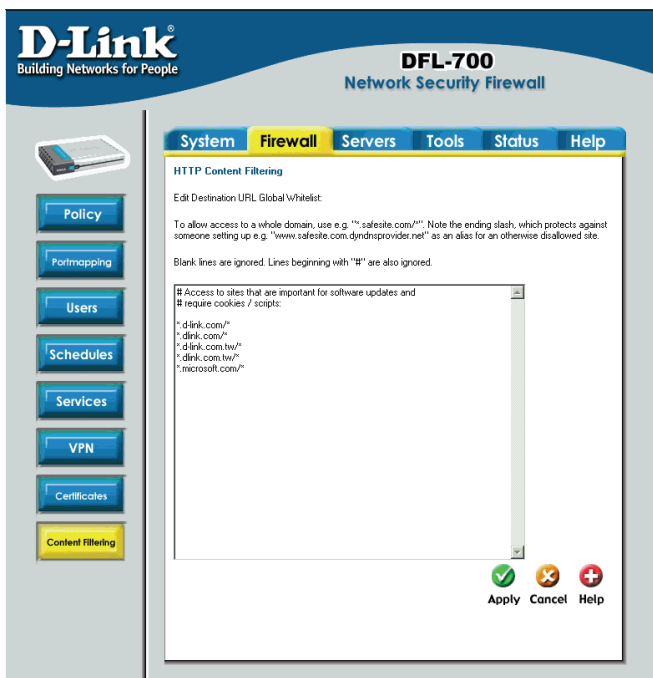 D-Link®
Building Networks for People
DFL-700
Network Security Firewall
System Firewall Servers Tools Status Help
Policy
Portmapping
Users
Schedules
Services
VPN
Certificates
Content Filtering
HTTP Content Filtering
Edit Destination URL Global Whitelist:
To allow access to a whole domain, use e.g. "*.safesite.com/*". Note the ending slash, which protects against
someone setting up e.g. "www.safesite.com.dyndnsprovider.net" as an alias for an otherwise disallowed site.
Blank lines are ignored. Lines beginning with "#" are also ignored.
# Access to sites that are important for software updates and
# require cookies / scripts:
*.d-link.com/*
*.dlink.com/*
*.d-link.com.tw/*
*.dlink.com.tw/*
*.microsoft.com/*
Apply Cancel Help